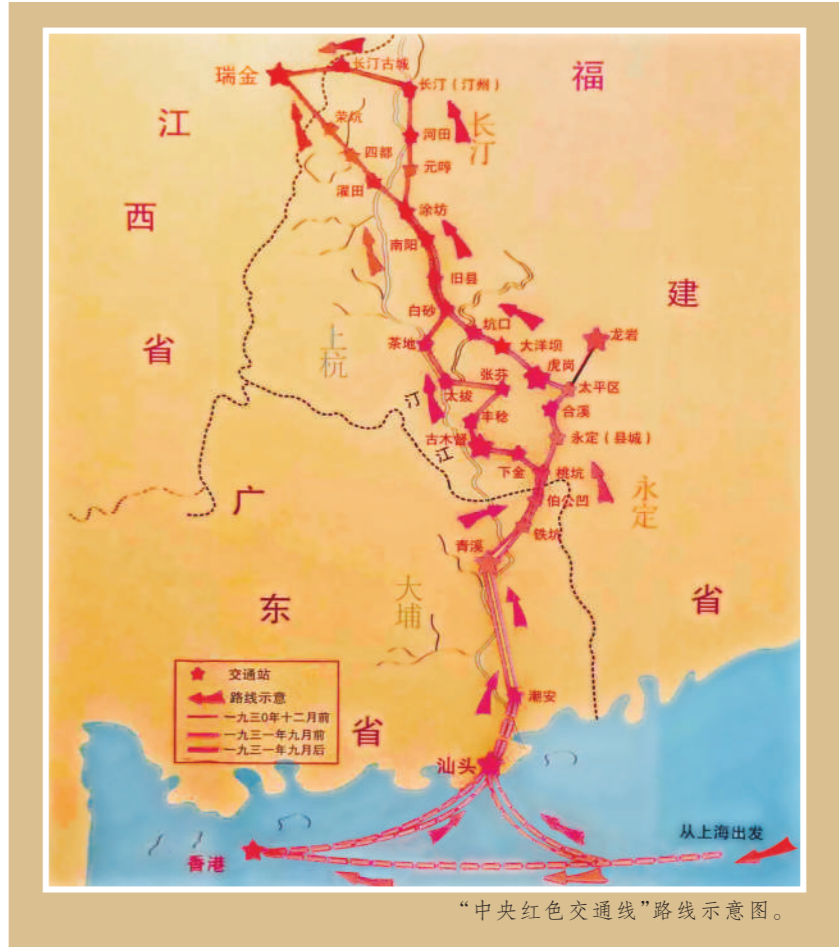 瑞金
长汀古城
福
长汀（汀州）
江
荣坑
长汀
河田
四都
元哼
西
濯田
涂坊
南阳
旧县
建
白砂
坑口
龙岩
省
上杭
茶地
大洋坝
虎岗
张芬
太平区
太拔
汀
合溪
丰稔
古木督
江
永定（县城）
下金
桃坑
永定
广
伯公凹
铁坑
青溪
大埔
东
省
交通站
路线示意
一九三0年十二月前
一九三一年九月前
一九三一年九月后
潮安
省
汕头
从上海出发
香港
“中央红色交通线”路线示意图。